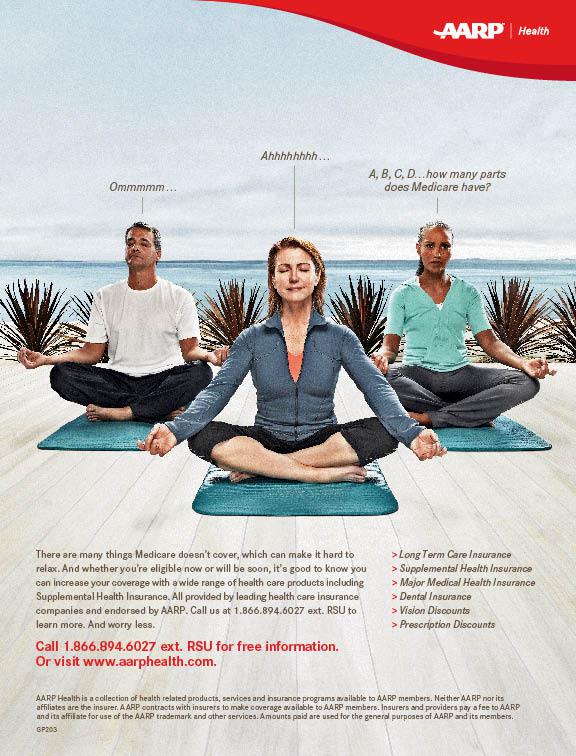 AARP | Health
Ahhhhhhhh...
Ommmmm...
A, B, C, D...how many parts
does Medicare have?
There are many things Medicare doesn't cover, which can make it hard to
relax. And whether you're eligible now or will be soon, it's good to know you
can increase your coverage with a wide range of health care products including
Supplemental Health Insurance. All provided by leading health care insurance
companies and endorsed by AARP. Call us at 1.866.894.6027 ext. RSU to
learn more. And worry less.
> Long Term Care Insurance
> Supplemental Health Insurance
> Major Medical Health Insurance
> Dental Insurance
> Vision Discounts
> Prescription Discounts
Call 1.866.894.6027 ext. RSU for free information.
Or visit www.aarphealth.com.
AARP Health is a collection of health related products, services and insurance programs available to AARP members. Neither AARP nor its
affiliates are the insurer. AARP contracts with insurers to make coverage available to AARP members. Insurers and providers pay a fee to AARP
and its affiliate for use of the AARP trademark and other services. Amounts paid are used for the general purposes of AARP and its members.
GP203